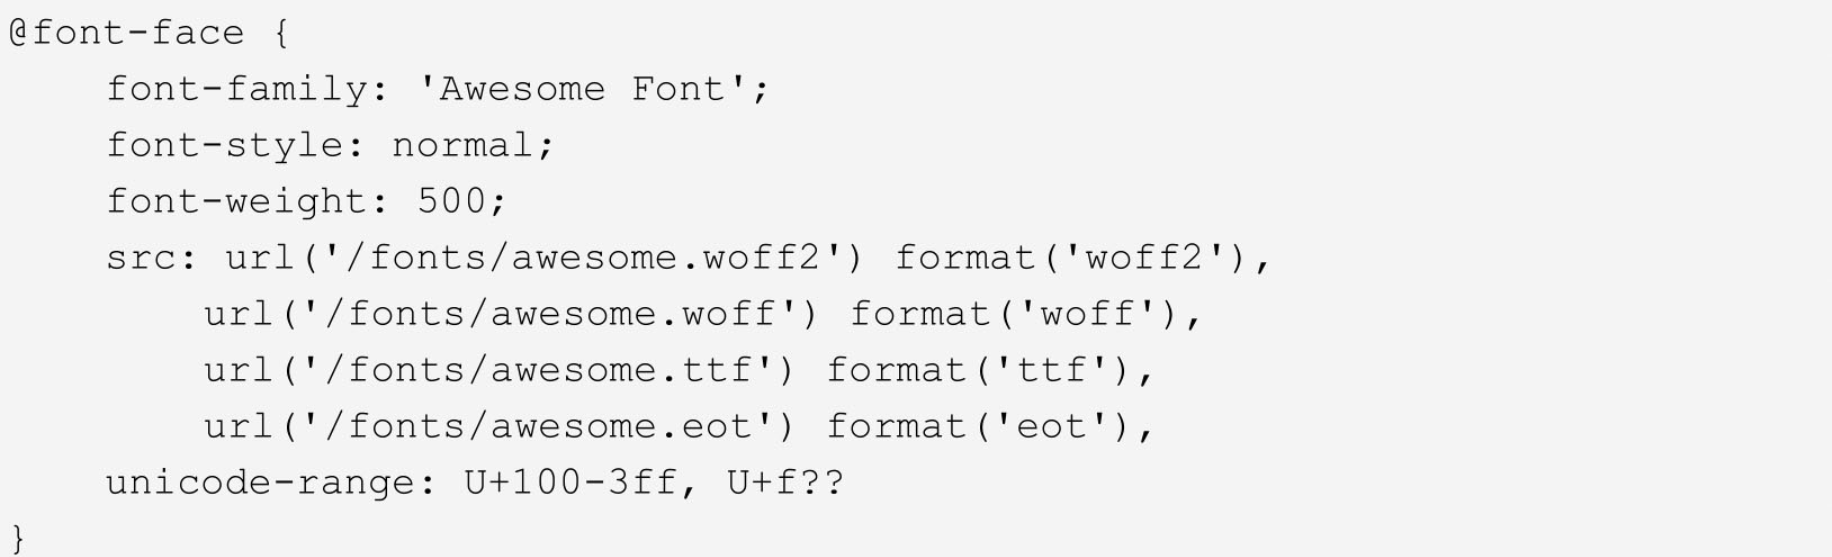 @font-face {
font-family: 'Awesome Font';
font-style: normal;
font-weight: 500;
src: url('/fonts/awesome.woff2') format('woff2'),
url('/fonts/awesome.woff') format('woff'),
url('/fonts/awesome.ttf') format('ttf'),
url('/fonts/awesome.eot') format('eot'),
unicode-range: U+100-3ff, U+f??
}